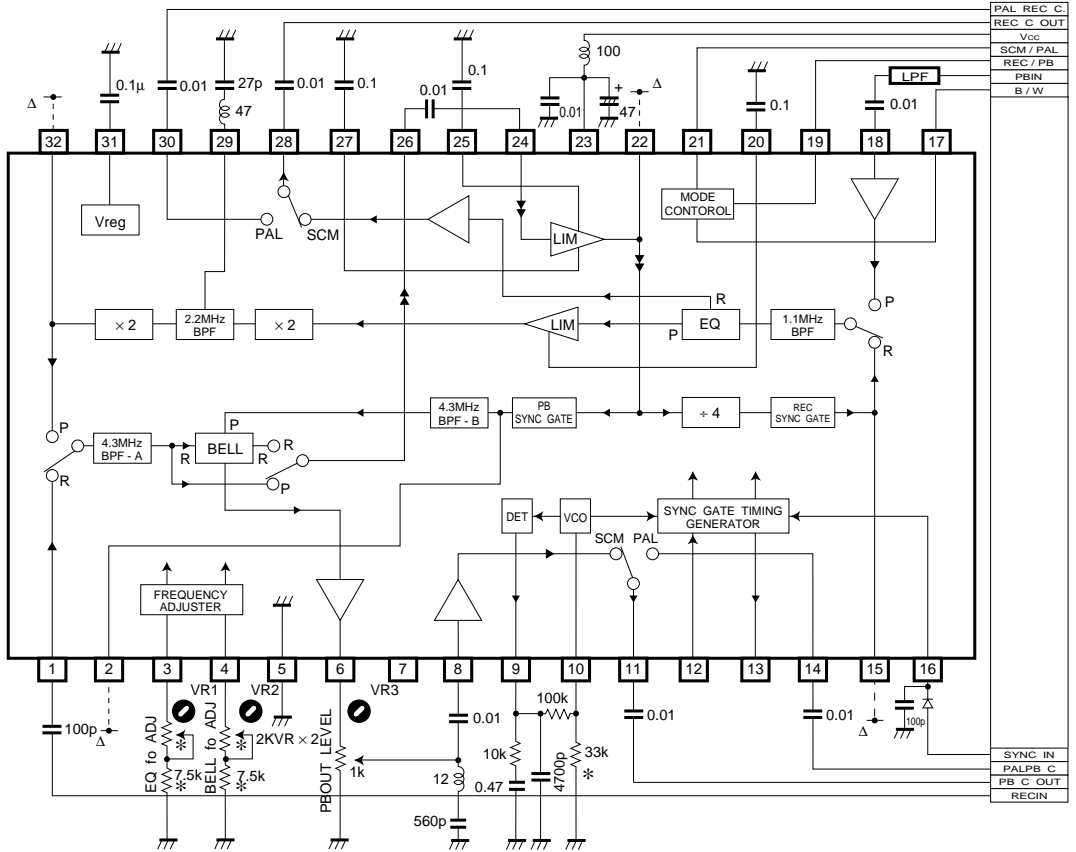 PAL REC C.
REC C OUT
Vcc
SCM / PAL
REC / PB
PBIN
B / W
100
0.1µ
0.01
27p
47
0.01
0.1
0.1
0.01
0.01
+
47
Δ
Δ
0.1
LPF
0.01
32
31
30
29
28
27
26
25
24
23
22
21
20
19
18
17
Vreg
PAL
SCM
LIM
MODE
CONTOROL
P
R
× 2
2.2MHz
BPF
× 2
LIM
R
P
EQ
1.1MHz
BPF
P
R
4.3MHz
BPF - A
P
R
BELL
R
R
P
4.3MHz
BPF - B
PB
SYNC GATE
÷ 4
REC
SYNC GATE
DET
VCO
SYNC GATE TIMING
GENERATOR
SCM
PAL
FREQUENCY
ADJUSTER
1
2
3
4
5
6
7
8
9
10
11
12
13
14
15
16
100p
Δ
VR1
VR2
VR3
EQ fo ADJ
*
7.5k
*
BELL fo ADJ
*
2KVR × 2
7.5k
*
PBOUT LEVEL
1k
0.01
12
560p
10k
0.47
4700p
100k
33k
*
0.01
0.01
Δ
100p
SYNC IN
PALPB C
PB C OUT
RECIN